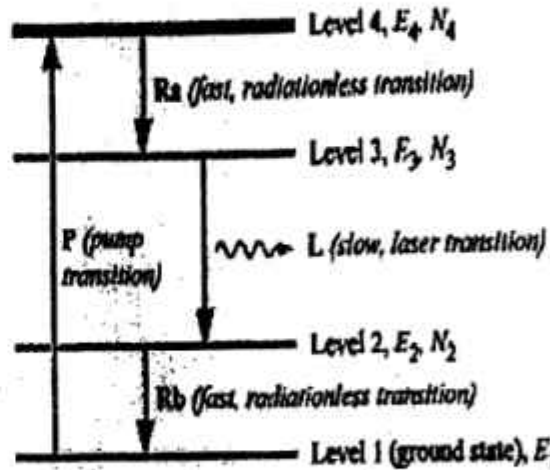 Level 4, E4, N4
Ra (fast, radiationless transition)
Level 3, E3, N3
P (pump
transition)
L (slow, laser transition)
Level 2, E2, N2
Rb (fast, radiationless transition)
Level 1 (ground state), E